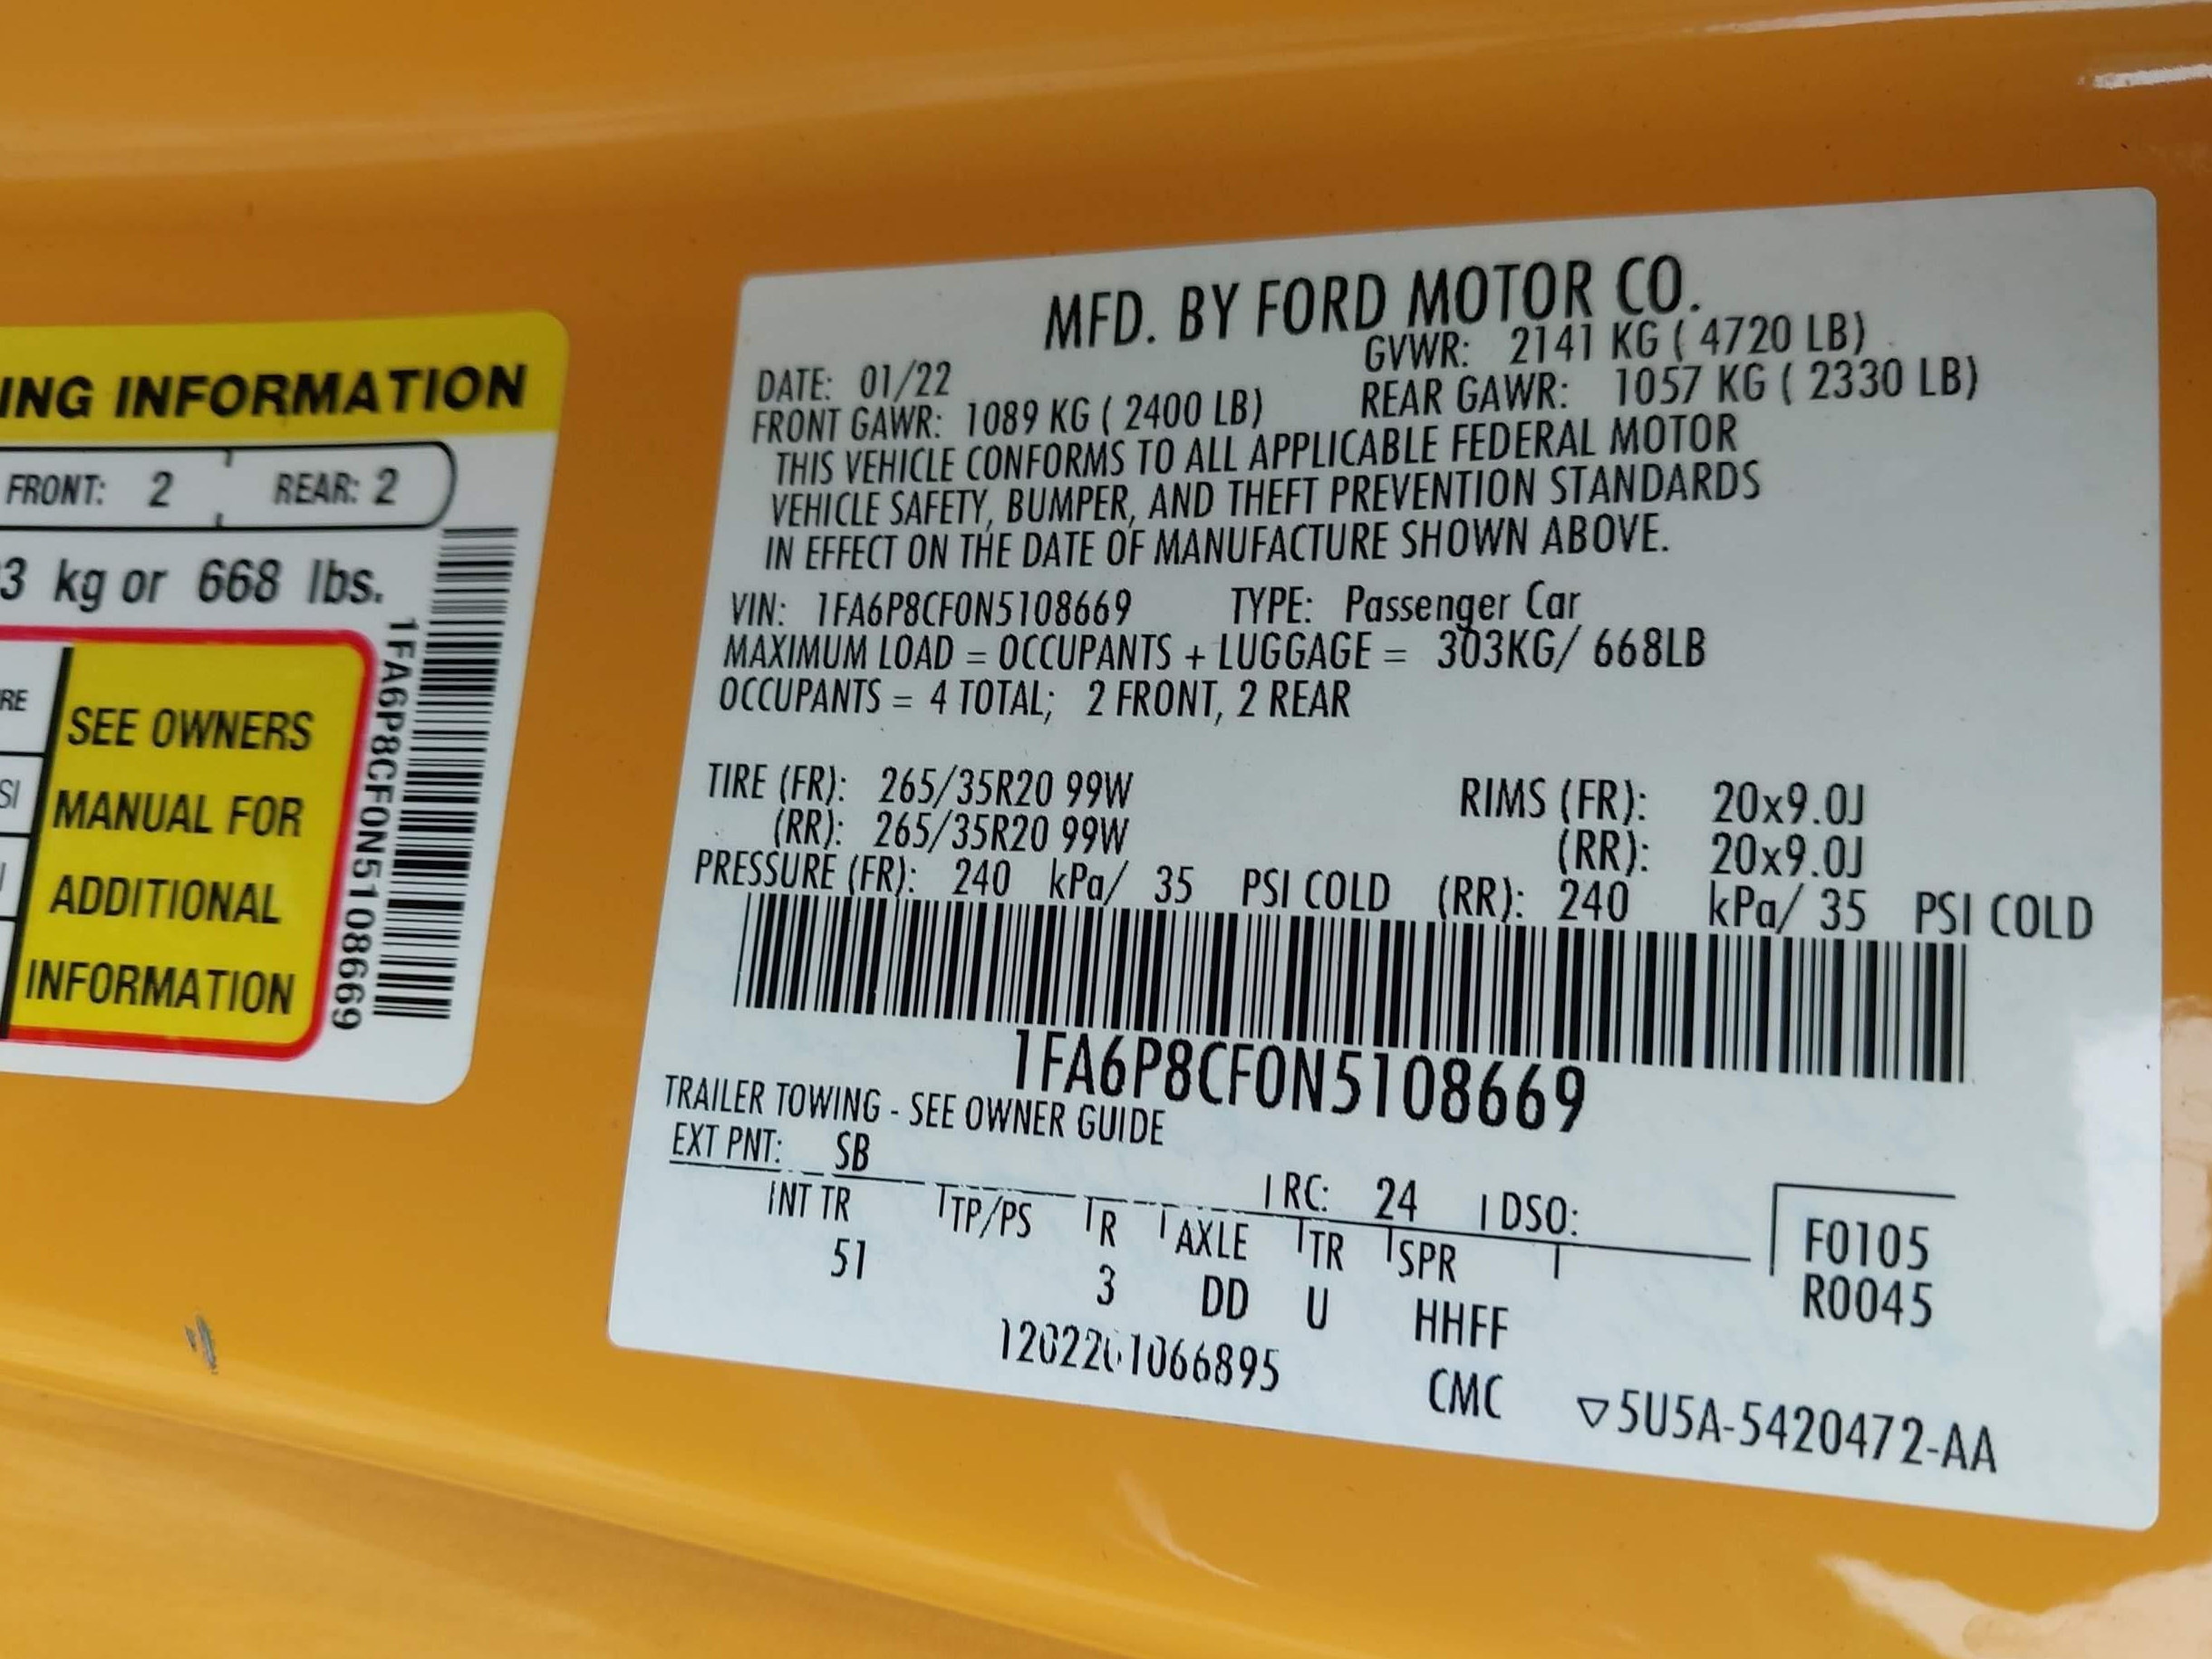 ING INFORMATION
FRONT: 2 REAR: 2
3 kg or 668 lbs.
RE
SI
SEE OWNERS
MANUAL FOR
ADDITIONAL
INFORMATION
1FA6P8CF0N5108669
MFD. BY FORD MOTOR CO.
DATE: 01/22 GVWR: 2141 KG ( 4720 LB)
FRONT GAWR: 1089 KG ( 2400 LB) REAR GAWR: 1057 KG ( 2330 LB)
THIS VEHICLE CONFORMS TO ALL APPLICABLE FEDERAL MOTOR
VEHICLE SAFETY, BUMPER, AND THEFT PREVENTION STANDARDS
IN EFFECT ON THE DATE OF MANUFACTURE SHOWN ABOVE.
VIN: 1FA6P8CF0N5108669 TYPE: Passenger Car
MAXIMUM LOAD = OCCUPANTS + LUGGAGE = 303KG/ 668LB
OCCUPANTS = 4 TOTAL; 2 FRONT, 2 REAR
TIRE (FR): 265/35R20 99W RIMS (FR): 20x9.0J
(RR): 265/35R20 99W (RR): 20x9.0J
PRESSURE (FR): 240 kPa/ 35 PSI COLD (RR): 240 kPa/ 35 PSI COLD
1FA6P8CF0N5108669
TRAILER TOWING - SEE OWNER GUIDE
EXT PNT: SB RC: 24 DSO:
INT TR TP/PS R AXLE TR SPR
51 3 DD U HHFF
F0105
R0045
CMC ▽5U5A-5420472-AA